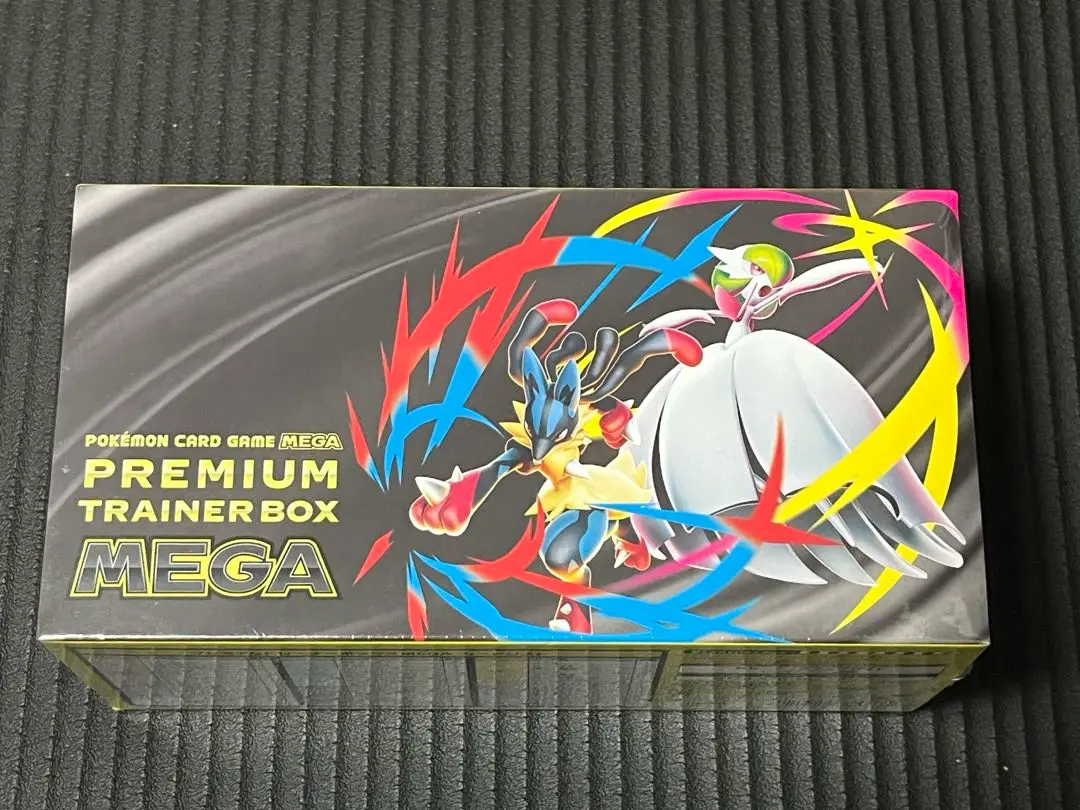 POKÉMON CARD GAME MEGA
PREMIUM
TRAINER BOX
MEGA